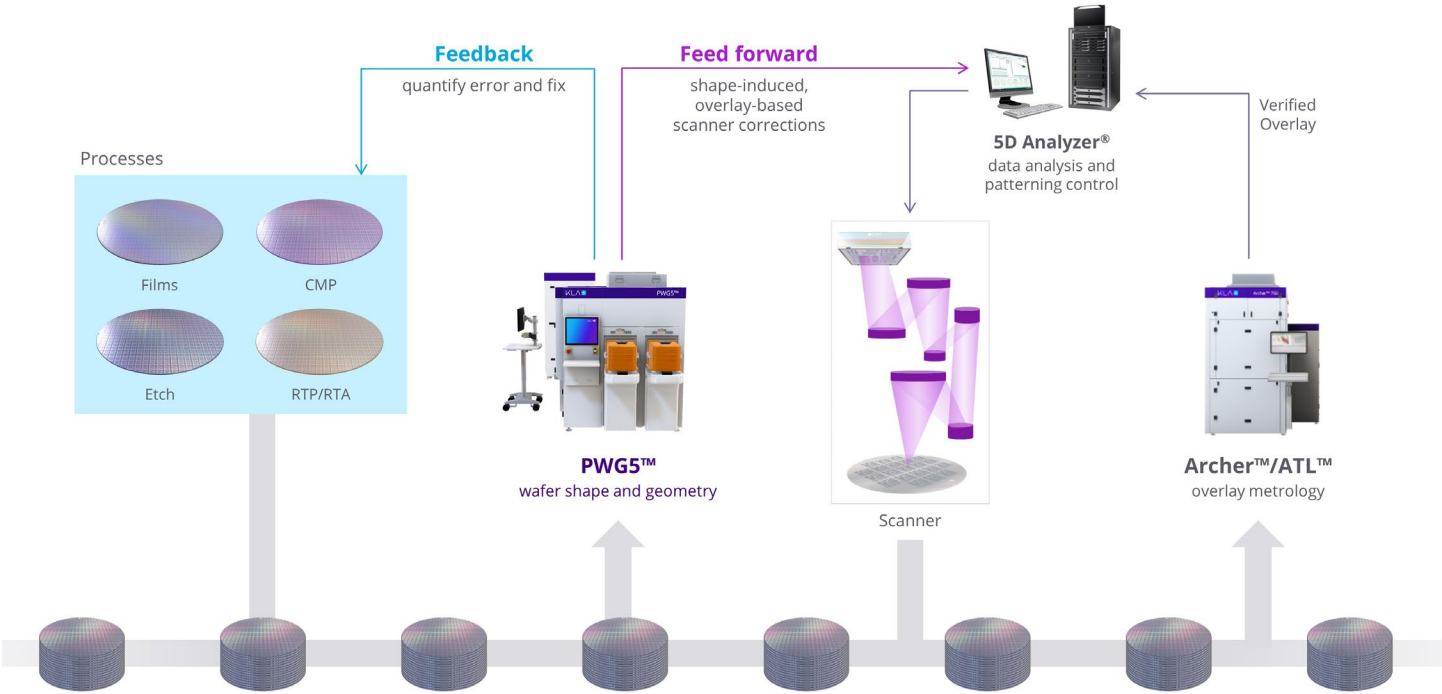 Feedback
quantify error and fix
Feed forward
shape-induced,
overlay-based
scanner corrections
5D Analyzer®
data analysis and
patterning control
Verified
Overlay
Processes
Films
CMP
Etch
RTP/RTA
KLA
PWG5™
PWG5™
wafer shape and geometry
Scanner
KLA
Archer™/ATL™
overlay metrology